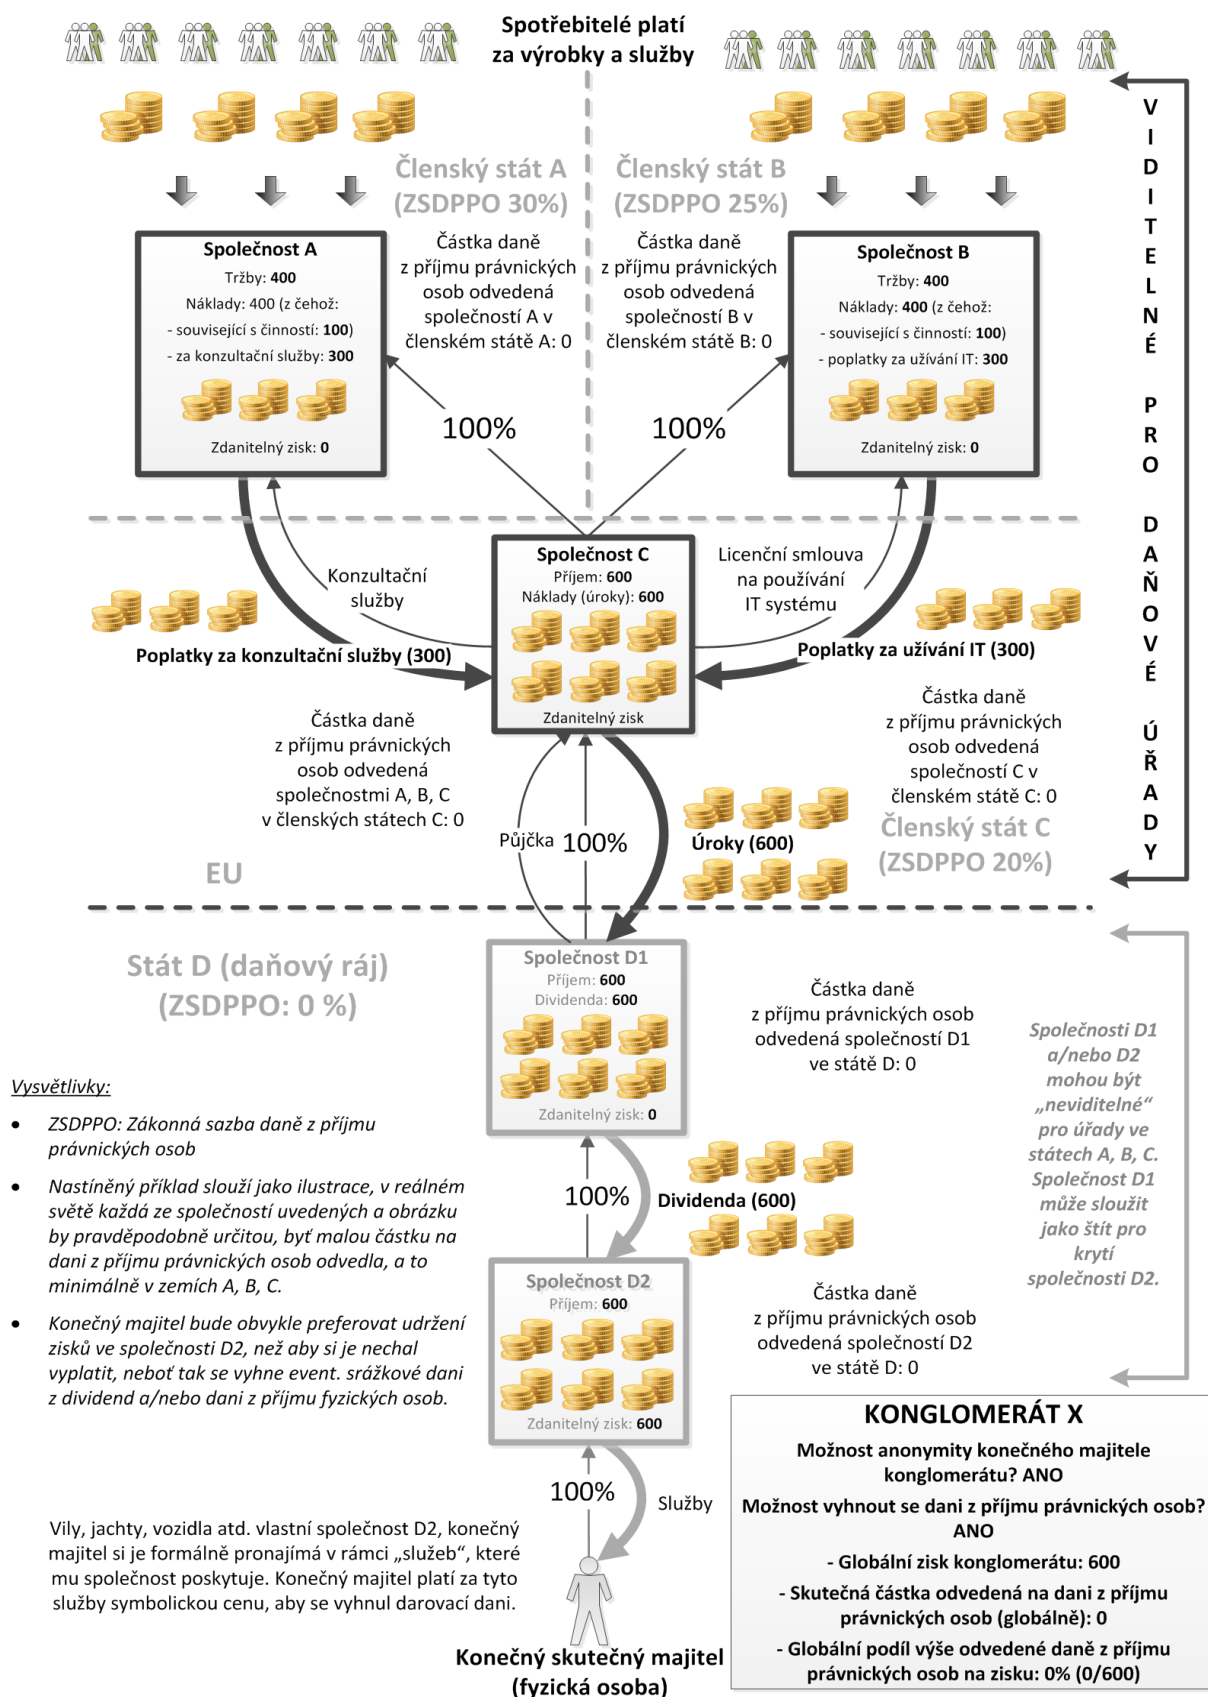 Spotřebitelé platí
za výrobky a služby
Členský stát A
(ZSDPPO 30%)
Členský stát B
(ZSDPPO 25%)
Společnost A
Tržby: 400
Náklady: 400 (z čehož:
- související s činností: 100)
- za konzultační služby: 300
Zdanitelný zisk: 0
Částka daně
z příjmu právnických
osob odvedená
společností A v
členském státě A: 0
Částka daně
z příjmu právnických
osob odvedená
společností B v
členském státě B: 0
Společnost B
Tržby: 400
Náklady: 400 (z čehož:
- související s činností: 100)
- poplatky za užívání IT: 300
Zdanitelný zisk: 0
100%
100%
VIDITELNÉ PRO DAŇOVÉ ÚŘADY
Konzultační
služby
Společnost C
Příjem: 600
Náklady (úroky): 600
Zdanitelný zisk
Licenční smlouva
na používání
IT systému
Poplatky za konzultační služby (300)
Poplatky za užívání IT (300)
Částka daně
z příjmu právnických
osob odvedená
společnostmi A, B, C
v členských státech C: 0
Částka daně
z příjmu právnických
osob odvedená
společností C v
členském státě C: 0
Půjčka
100%
Úroky (600)
Členský stát C
(ZSDPPO 20%)
EU
Stát D (daňový ráj)
(ZSDPPO: 0 %)
Společnost D1
Příjem: 600
Dividenda: 600
Zdanitelný zisk: 0
Částka daně
z příjmu právnických osob
odvedená společností D1
ve státě D: 0
Společnosti D1
a/nebo D2
mohou být
„neviditelné“
pro úřady ve
státech A, B, C.
Společnost D1
může sloužit
jako štít pro
krytí
společnosti D2.
Vysvětlivky:
• ZSDPPO: Zákonná sazba daně z příjmu
právnických osob
• Nastíněný příklad slouží jako ilustrace, v reálném
světě každá ze společností uvedených a obrázku
by pravděpodobně určitou, byť malou částku na
dani z příjmu právnických osob odvedla, a to
minimálně v zemích A, B, C.
• Konečný majitel bude obvykle preferovat udržení
zisků ve společnosti D2, než aby si je nechal
vyplatit, neboť tak se vyhne event. srážkové dani
z dividend a/nebo dani z příjmu fyzických osob.
100%
Dividenda (600)
Společnost D2
Příjem: 600
Zdanitelný zisk: 600
Částka daně
z příjmu právnických osob
odvedená společností D2
ve státě D: 0
100%
Služby
Vily, jachty, vozidla atd. vlastní společnost D2, konečný
majitel si je formálně pronajímá v rámci „služeb“, které
mu společnost poskytuje. Konečný majitel platí za tyto
služby symbolickou cenu, aby se vyhnul darovací dani.
Konečný skutečný majitel
(fyzická osoba)
KONGLOMERÁT X
Možnost anonymity konečného majitele
konglomerátu? ANO
Možnost vyhnout se dani z příjmu právnických osob?
ANO
- Globální zisk konglomerátu: 600
- Skutečná částka odvedená na dani z příjmu
právnických osob (globálně): 0
- Globální podíl výše odvedené daně z příjmu
právnických osob na zisku: 0% (0/600)